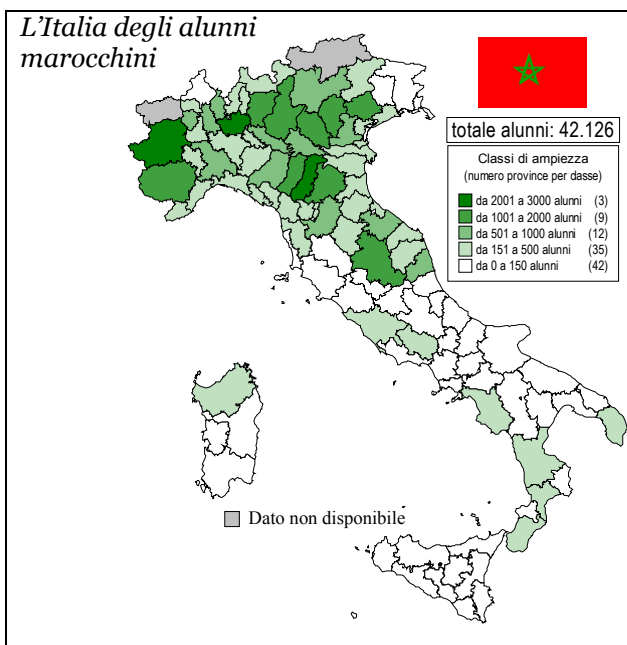 L'Italia degli alunni
marocchini
totale alunni: 42.126
Classi di ampiezza
(numero province per dasse)
da 2001 a 3000 alunni (3)
da 1001 a 2000 alunni (9)
da 501 a 1000 alunni (12)
da 151 a 500 alunni (35)
da 0 a 150 alunni (42)
Dato non disponibile